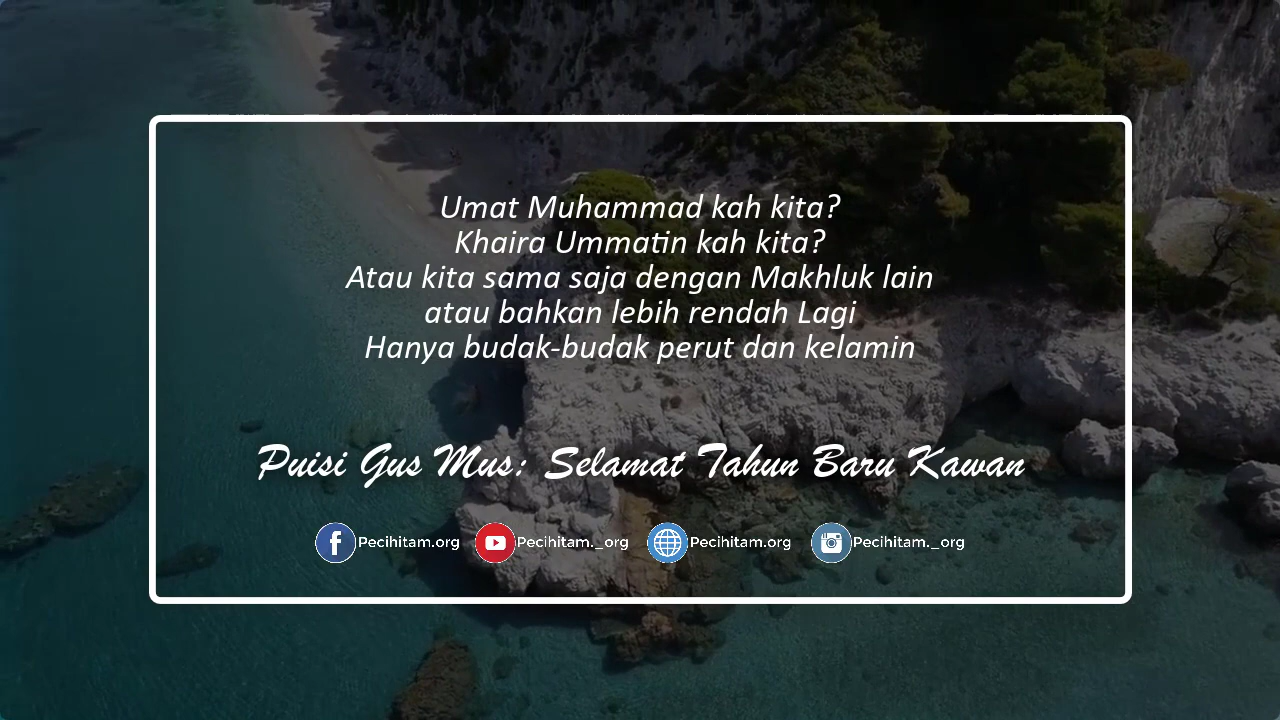 Umat Muhammad kah kita?
Khaira Ummatin kah kita?
Atau kita sama saja dengan Makhluk lain
atau bahkan lebih rendah Lagi
Hanya budak-budak perut dan kelamin
Puisi Gus Mus: Selamat Tahun Baru Kawan
Pecihitam.org Pecihitam._org Pecihitam.org Pecihitam._org